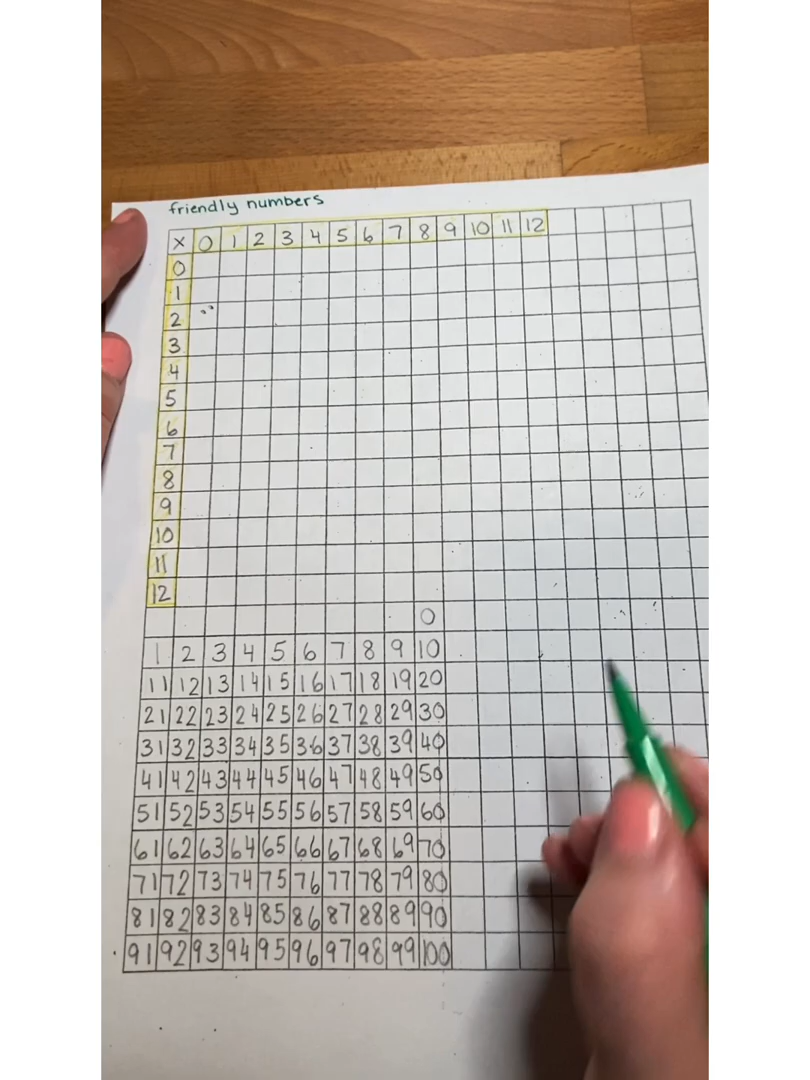 friendly numbers
x 0 1 2 3 4 5 6 7 8 9 10 11 12
0
1
2
3
4
5
6
7
8
9
10
11
12
0
1 2 3 4 5 6 7 8 9 10
11 12 13 14 15 16 17 18 19 20
21 22 23 24 25 26 27 28 29 30
31 32 33 34 35 36 37 38 39 40
41 42 43 44 45 46 47 48 49 50
51 52 53 54 55 56 57 58 59 60
61 62 63 64 65 66 67 68 69 70
71 72 73 74 75 76 77 78 79 80
81 82 83 84 85 86 87 88 89 90
91 92 93 94 95 96 97 98 99 100